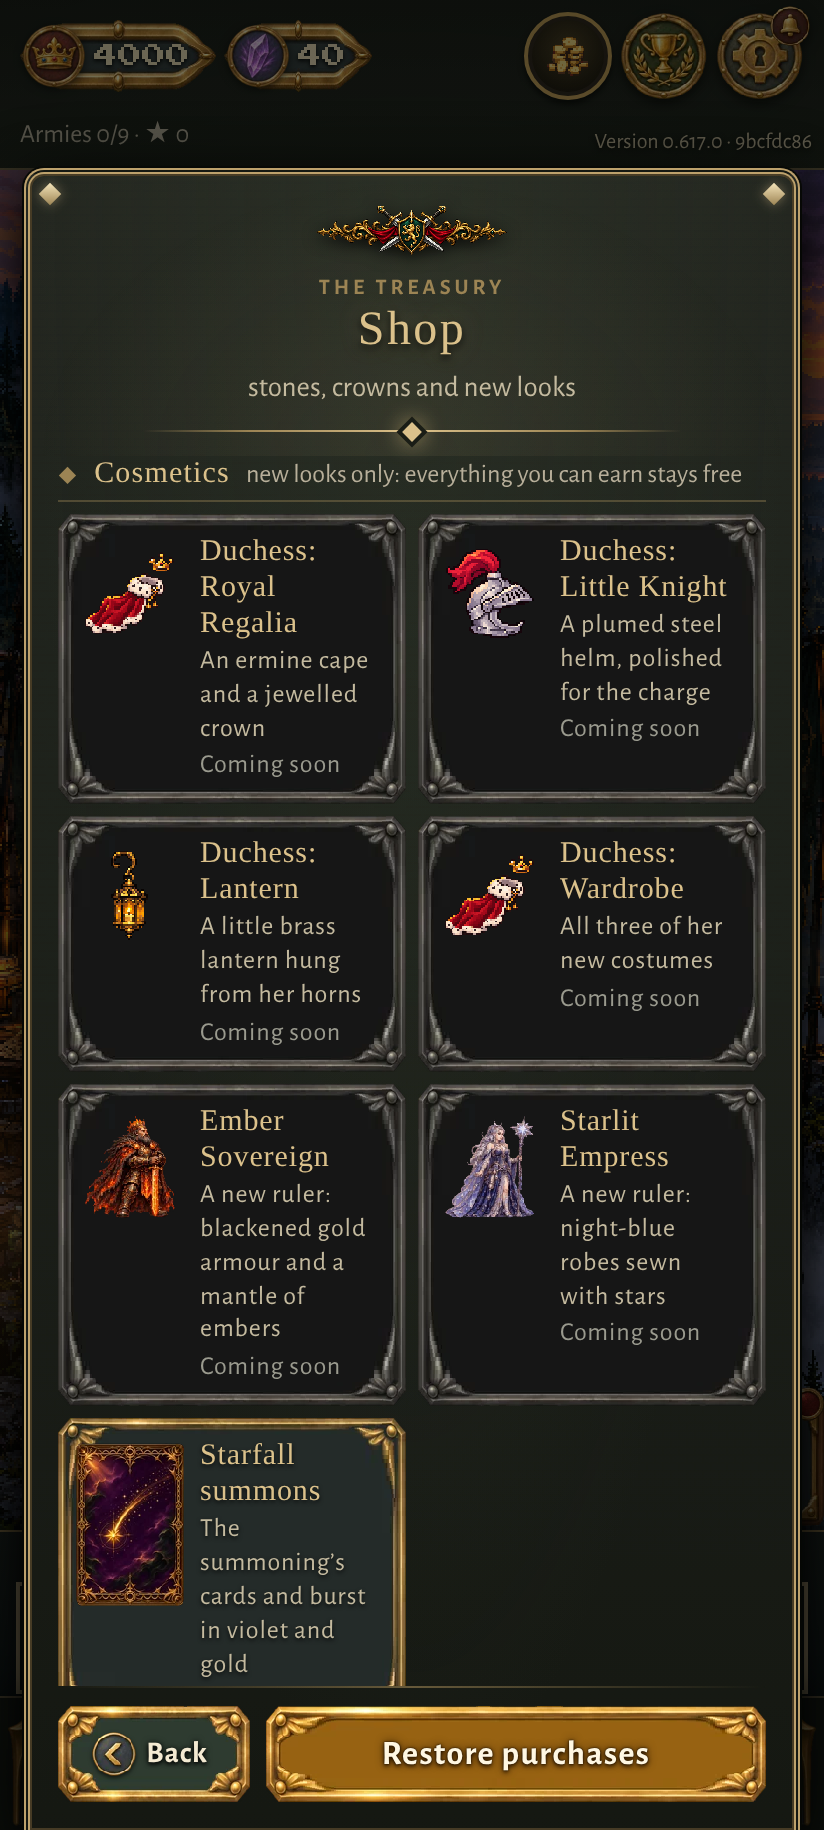 4000
40
Armies 0/9 · ★ 0
Version 0.617.0 · 9bcfdc86
THE TREASURY
Shop
stones, crowns and new looks
Cosmetics new looks only: everything you can earn stays free
Duchess:
Royal
Regalia
An ermine cape
and a jewelled
crown
Coming soon
Duchess:
Little Knight
A plumed steel
helm, polished
for the charge
Coming soon
Duchess:
Lantern
A little brass
lantern hung
from her horns
Coming soon
Duchess:
Wardrobe
All three of her
new costumes
Coming soon
Ember
Sovereign
A new ruler:
blackened gold
armour and a
mantle of
embers
Coming soon
Starlit
Empress
A new ruler:
night-blue
robes sewn
with stars
Coming soon
Starfall
summons
The
summoning’s
cards and burst
in violet and
gold
Back
Restore purchases